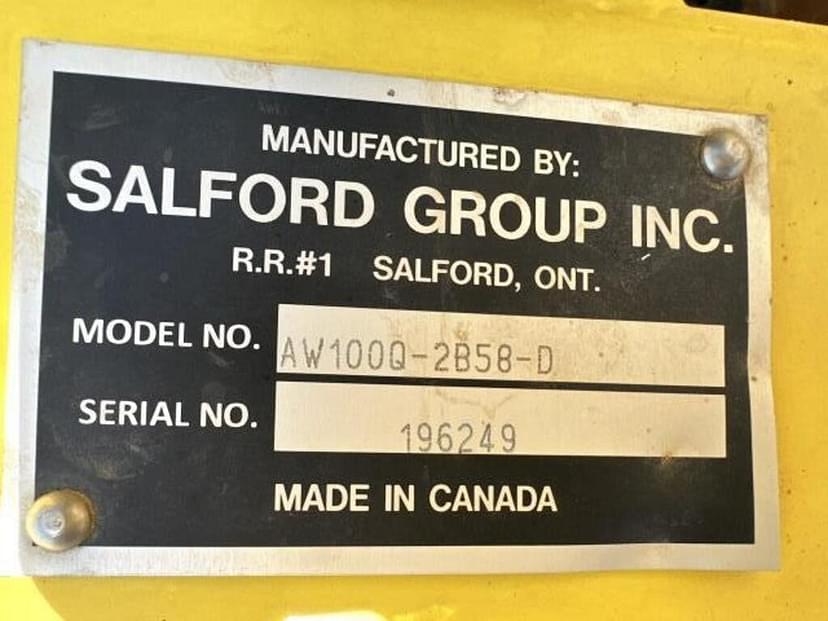 MANUFACTURED BY:
SALFORD GROUP INC.
R.R.#1 SALFORD, ONT.
MODEL NO. AW100Q-2B58-D
SERIAL NO. 196249
MADE IN CANADA